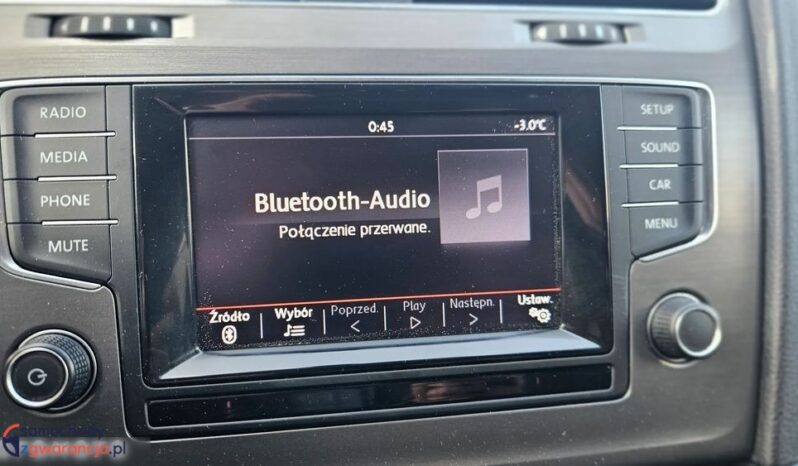 RADIO
MEDIA
PHONE
MUTE
0:45
-3.0°C
Bluetooth-Audio
Połączenie przerwane.
Źródło
Wybór
Poprzed.
Play
Następn.
Ustaw.
SETUP
SOUND
CAR
MENU
samochody
zgwarancja.pl